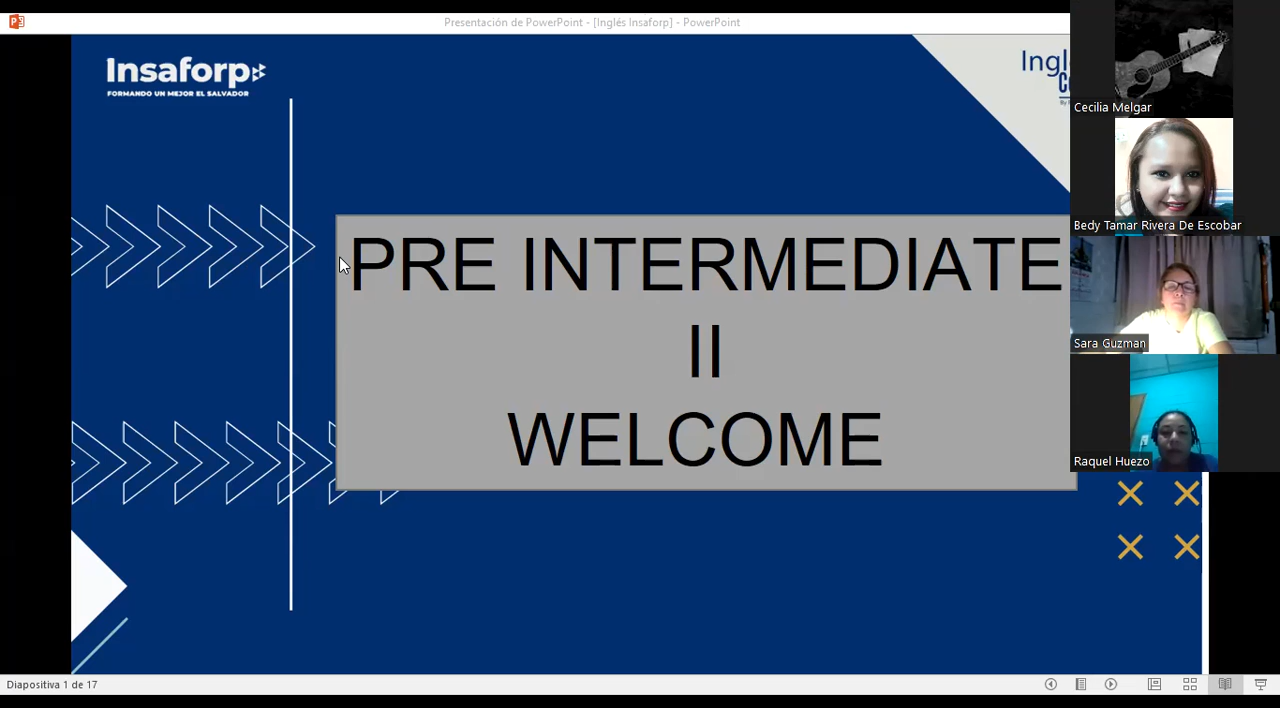 Presentación de PowerPoint - [Inglés Insaforp] - PowerPoint
Insaforp
FORMANDO UN MEJOR EL SALVADOR
PRE INTERMEDIATE
II
WELCOME
Cecilia Melgar
Bedy Tamar Rivera De Escobar
Sara Guzman
Raquel Huezo
Diapositiva 1 de 17